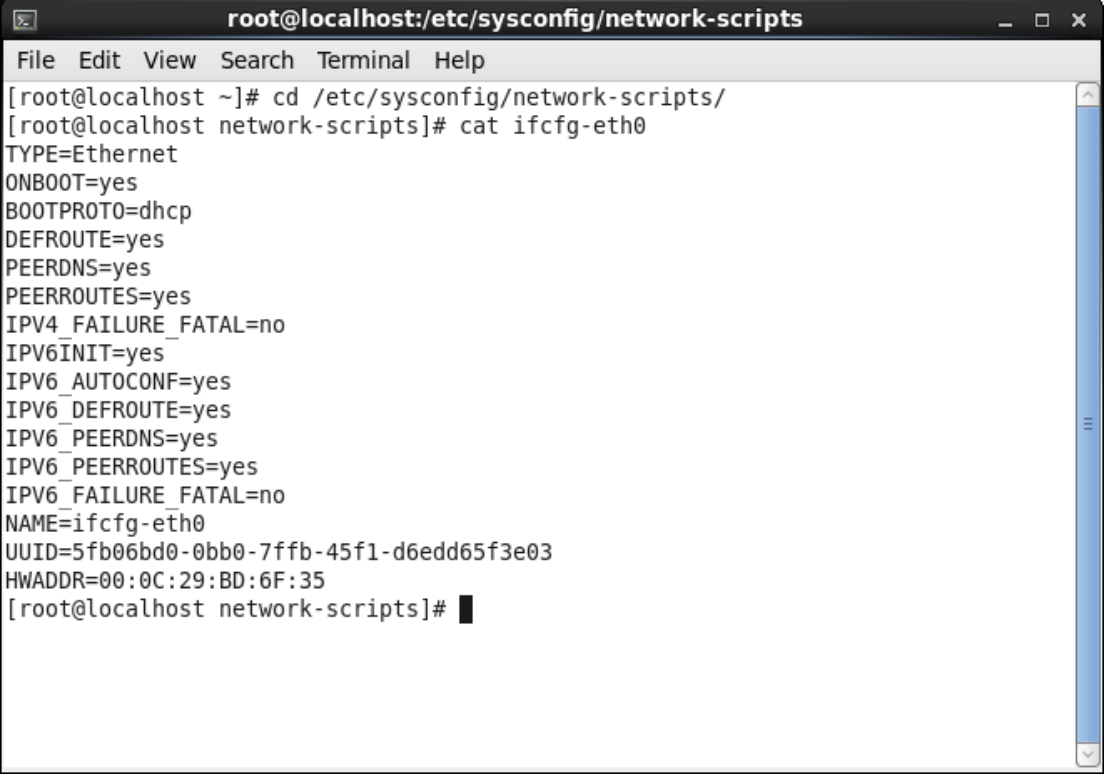 root@localhost:/etc/sysconfig/network-scripts
File Edit View Search Terminal Help
[root@localhost ~]# cd /etc/sysconfig/network-scripts/
[root@localhost network-scripts]# cat ifcfg-eth0
TYPE=Ethernet
ONBOOT=yes
BOOTPROTO=dhcp
DEFROUTE=yes
PEERDNS=yes
PEERROUTES=yes
IPV4_FAILURE_FATAL=no
IPV6INIT=yes
IPV6_AUTOCONF=yes
IPV6_DEFROUTE=yes
IPV6_PEERDNS=yes
IPV6_PEERROUTES=yes
IPV6_FAILURE_FATAL=no
NAME=ifcfg-eth0
UUID=5fb06bd0-0bb0-7ffb-45f1-d6edd65f3e03
HWADDR=00:0C:29:BD:6F:35
[root@localhost network-scripts]#